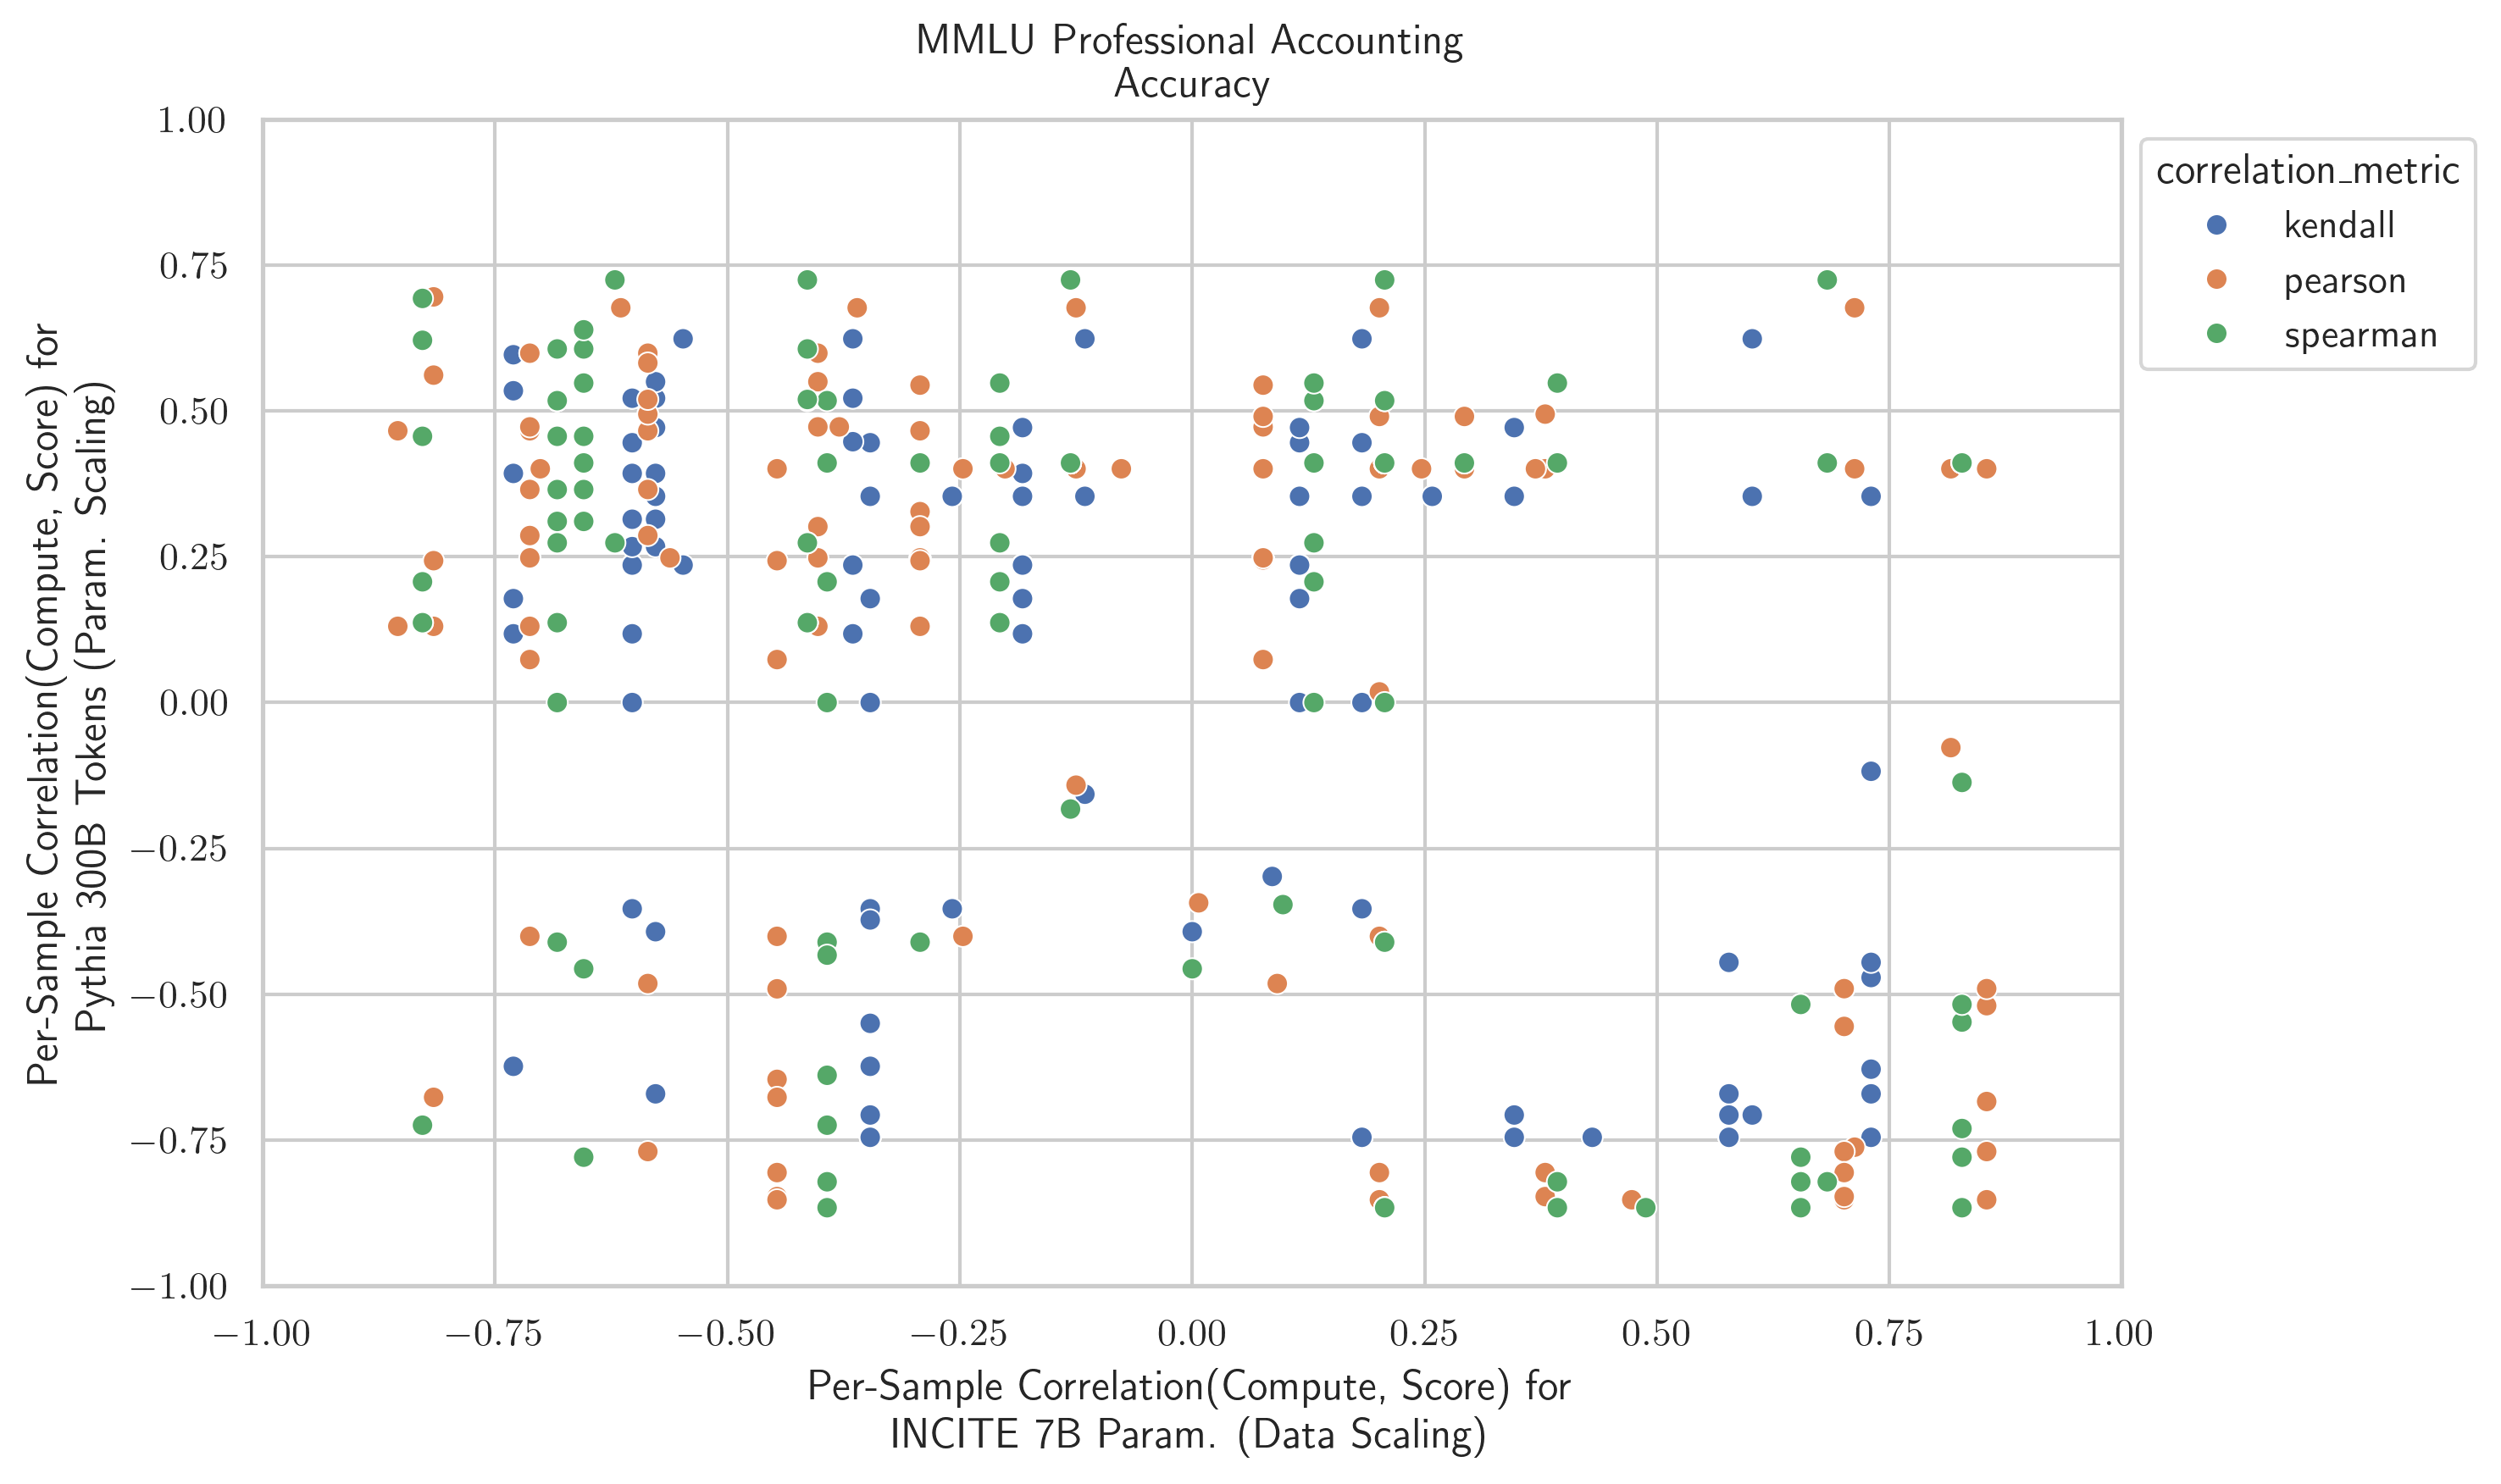 MMLU Professional Accounting
Accuracy
Per-Sample Correlation(Compute, Score) for
Pythia 300B Tokens (Param. Scaling)
1.00
0.75
0.50
0.25
0.00
−0.25
−0.50
−0.75
−1.00
−1.00 −0.75 −0.50 −0.25 0.00 0.25 0.50 0.75 1.00
Per-Sample Correlation(Compute, Score) for
INCITE 7B Param. (Data Scaling)
correlation_metric
kendall
pearson
spearman